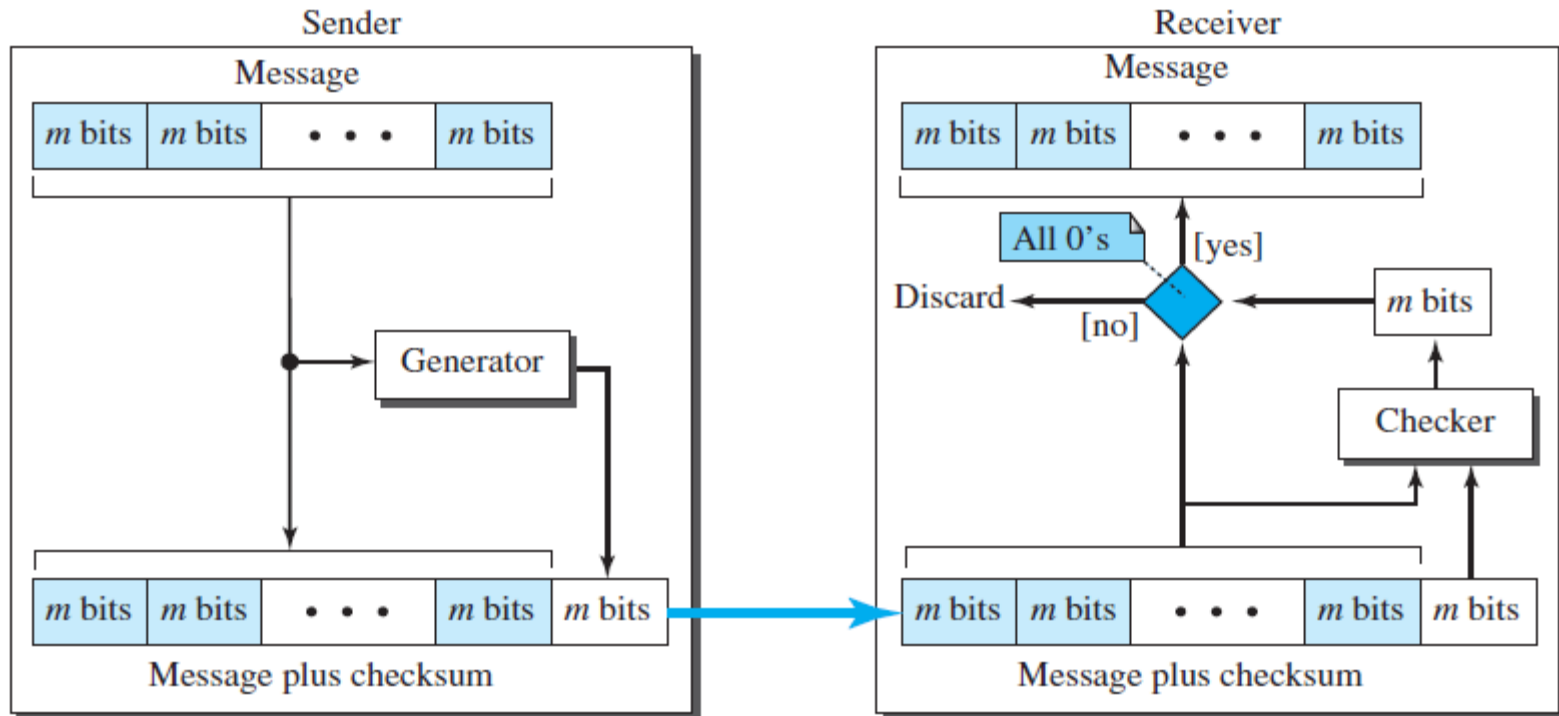 Sender
Message
m bits m bits • • • m bits
Generator
m bits m bits • • • m bits m bits
Message plus checksum
Receiver
Message
m bits m bits • • • m bits
All 0's
[yes]
Discard
[no]
m bits
Checker
m bits m bits • • • m bits m bits
Message plus checksum